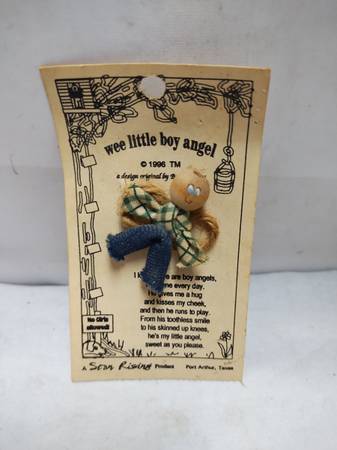 wee little boy angel
© 1996 TM
a design original by
are boy angels,
me every day.
gives me a hug
and kisses my cheek,
and then he runs to play.
From his toothless smile
to his skinned up knees,
he's my little angel,
sweet as you please.
No Girls
allowed!
A Star Rising Product Port Arthur, Texas